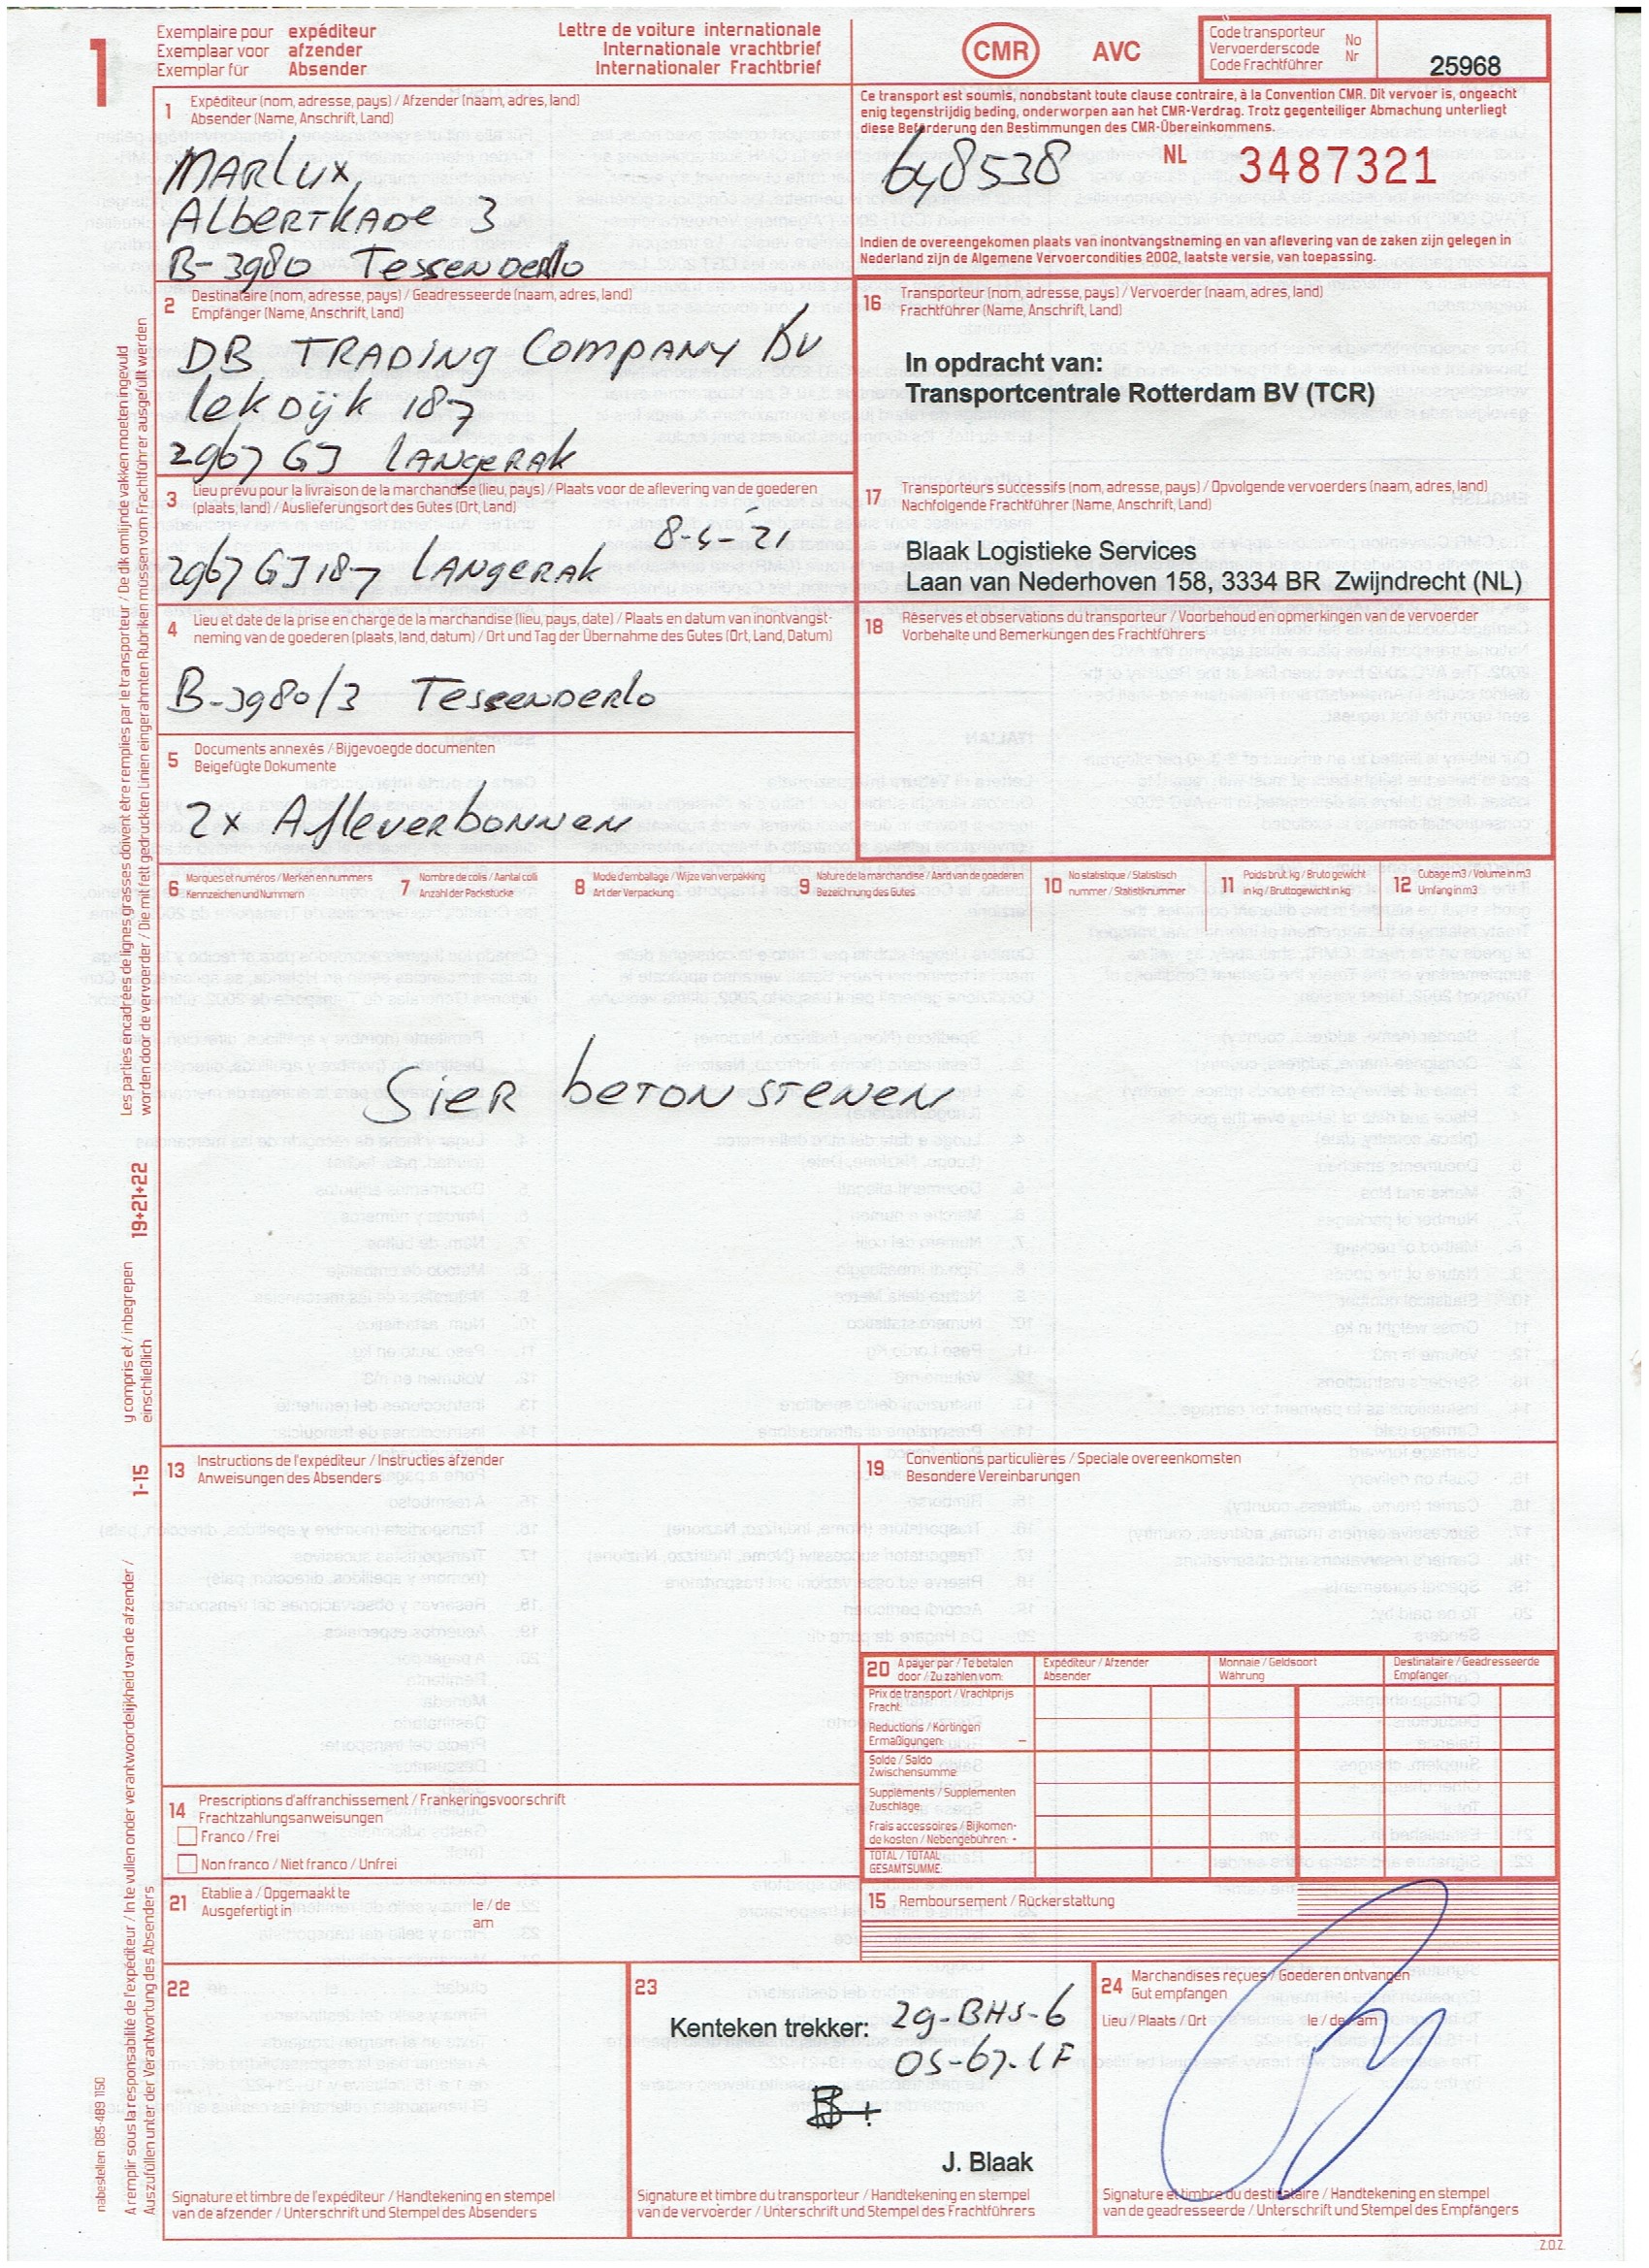 1
Exemplaire pour expéditeur
Exemplaar voor afzender
Exemplar für Absender
Lettre de voiture internationale
Internationale vrachtbrief
Internationaler Frachtbrief
CMR AVC
Code transporteur No
Vervoerderscode Nr
Code Frachtführer
25968
1 Expéditeur (nom, adresse, pays) / Afzender (naam, adres, land)
Absender (Name, Anschrift, Land)
MARLUX,
ALBERTKADE 3
B-3980 TESSENDERLO
Ce transport est soumis, nonobstant toute clause contraire, à la Convention CMR. Dit vervoer is, ongeacht
enig tegenstrijdig beding, onderworpen aan het CMR-Verdrag. Trotz gegenteiliger Abmachung unterliegt
diese Beförderung den Bestimmungen des CMR-Übereinkommens.
648538
NL 3487321
Indien de overeengekomen plaats van inontvangstneming en van aflevering van de zaken zijn gelegen in
Nederland zijn de Algemene Vervoercondities 2002, laatste versie, van toepassing.
2 Destinataire (nom, adresse, pays) / Geadresseerde (naam, adres, land)
Empfänger (Name, Anschrift, Land)
DB TRADING COMPANY BV
Lekdijk 187
2967 GJ LANGERAK
16 Transporteur (nom, adresse, pays) / Vervoerder (naam, adres, land)
Frachtführer (Name, Anschrift, Land)
In opdracht van:
Transportcentrale Rotterdam BV (TCR)
3 Lieu prévu pour la livraison de la marchandise (lieu, pays) / Plaats voor de aflevering van de goederen
(plaats, land) / Auslieferungsort des Gutes (Ort, Land)
8-4-'21
2967 GJ 187 LANGERAK
17 Transporteurs successifs (nom, adresse, pays) / Opvolgende vervoerders (naam, adres, land)
Nachfolgende Frachtführer (Name, Anschrift, Land)
Blaak Logistieke Services
Laan van Nederhoven 158, 3334 BR Zwijndrecht (NL)
4 Lieu et date de la prise en charge de la marchandise (lieu, pays, date) / Plaats en datum van inontvangst-
neming van de goederen (plaats, land, datum) / Ort und Tag der Übernahme des Gutes (Ort, Land, Datum)
B-3980/3 TESSENDERLO
18 Réserves et observations du transporteur / Voorbehoud en opmerkingen van de vervoerder
Vorbehalte und Bemerkungen des Frachtführers
5 Documents annexés / Bijgevoegde documenten
Beigefügte Dokumente
2x Afleverbonnen
6 Marques et numéros / Merken en nummers
Kennzeichen und Nummern
7 Nombre de colis / Aantal colli
Anzahl der Packstücke
8 Mode d'emballage / Wijze van verpakking
Art der Verpackung
9 Nature de la marchandise / Aard van de goederen
Bezeichnung des Gutes
10 No statistique / Statistisch
nummer / Statistiknummer
11 Poids brut kg / Bruto gewicht
in kg / Bruttogewicht in kg
12 Cubage m3 / Volume in m3
Umfang in m3
Sier betonstenen
13 Instructions de l'expéditeur / Instructies afzender
Anweisungen des Absenders
19 Conventions particulières / Speciale overeenkomsten
Besondere Vereinbarungen
20 A payer par / Te betalen
door / Zu zahlen vom:
Expéditeur / Afzender
Absender
Monnaie / Geldsoort
Währung
Destinataire / Geadresseerde
Empfänger
Prix de transport / Vrachtprijs
Fracht:
Reductions / Kortingen
Ermäßigungen: –
Solde / Saldo
Zwischensumme:
Suppléments / Supplementen
Zuschläge:
Frais accessoires / Bijkomen-
de kosten / Nebengebühren: -
TOTAL / TOTAAL
GESAMTSUMME:
14 Prescriptions d'affranchissement / Frankeringsvoorschrift
Frachtzahlungsanweisungen
Franco / Frei
Non franco / Niet franco / Unfrei
21 Etablie à / Opgemaakt te le / de
Ausgefertigt in am
15 Remboursement / Rückerstattung
22
Signature et timbre de l'expéditeur / Handtekening en stempel
van de afzender / Unterschrift und Stempel des Absenders
23
Kenteken trekker: 29-BHS-6
OS-67-LF
J. Blaak
Signature et timbre du transporteur / Handtekening en stempel
van de vervoerder / Unterschrift und Stempel des Frachtführers
24 Marchandises reçues / Goederen ontvangen
Gut empfangen
Lieu / Plaats / Ort le / de / am
Signature et timbre du destinataire / Handtekening en stempel
van de geadresseerde / Unterschrift und Stempel des Empfängers
Z.O.Z.
Les parties encadrées de lignes grasses doivent être remplies par le transporteur / De dik omlijnde vakken moeten ingevuld
worden door de vervoerder / Die mit fett gedruckten Linien eingerahmten Rubriken müssen vom Frachtführer ausgefüllt werden
19+21+22
y compris et / inbegrepen
einschließlich
1-15
A remplir sous la responsabilité de l'expéditeur / In te vullen onder verantwoordelijkheid van de afzender /
Auszufüllen unter der Verantwortung des Absenders
nabestellen 085-489 1150